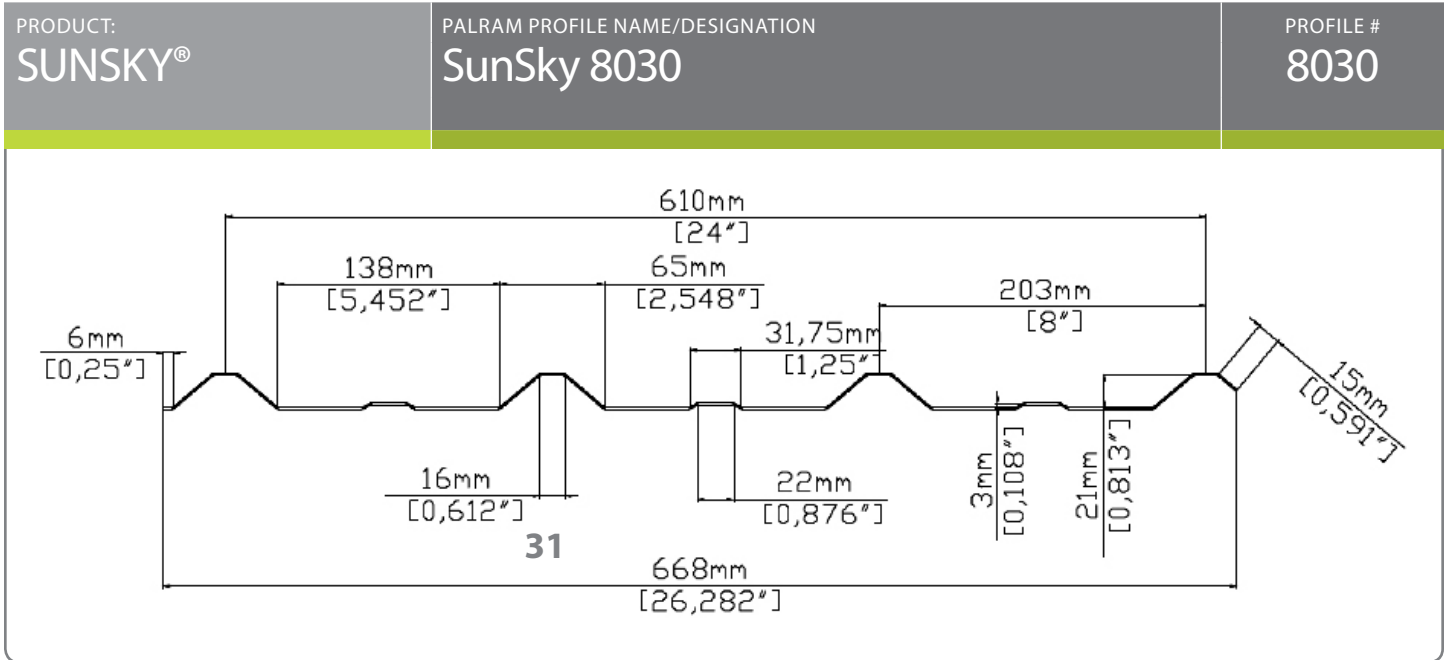 PRODUCT:
SUNSKY®
PALRAM PROFILE NAME/DESIGNATION
SunSky 8030
PROFILE #
8030
610mm
[24"]
138mm
[5,452"]
65mm
[2,548"]
203mm
[8"]
6mm
[0,25"]
31,75mm
[1,25"]
15mm
[0,591"]
16mm
[0,612"]
22mm
[0,876"]
3mm
[0,108"]
21mm
[0,813"]
31
668mm
[26,282"]